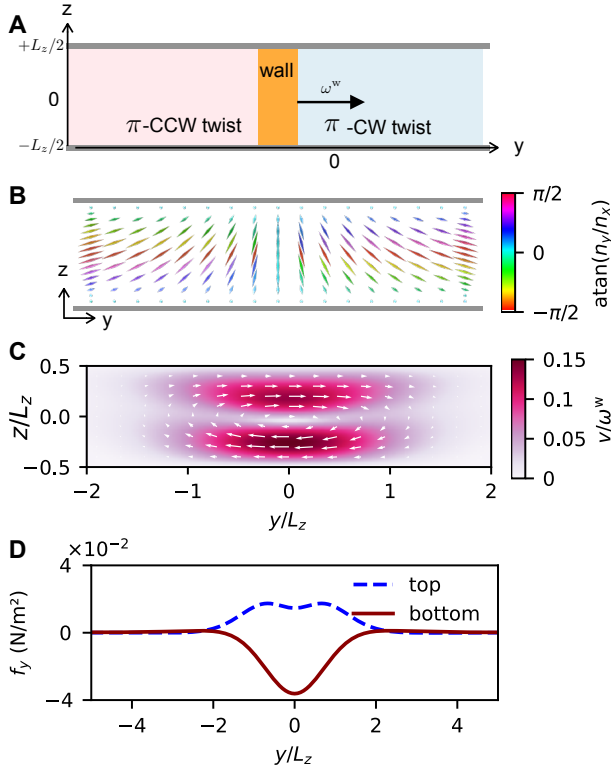 A
z
+L_z/2
0
-L_z/2
wall
ω^w
π-CCW twist
π -CW twist
0
y
B
z
y
π/2
0
−π/2
atan(n_y/n_x)
C
z/L_z
0.5
0.0
−0.5
−2
−1
0
1
2
y/L_z
0.15
0.1
0.05
0
v/ω^w
D
×10⁻²
f_y (N/m²)
4
0
−4
top
bottom
−4
−2
0
2
4
y/L_z